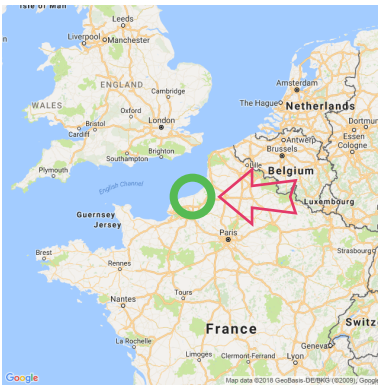 Isle of Man
Leeds
Liverpool
Manchester
ENGLAND
Cambridge
Amsterdam
WALES
Oxford
The Hague
Netherlands
Bristol
London
Cardiff
Antwerp
Essen
Dortmur
Southampton
Brighton
Brussels
Cologne
Plymouth
Lille
Belgium
English Channel
Luxembourg
Guernsey
Jersey
Paris
Brest
Strasbourg
Rennes
Nantes
Tours
France
Switz
La Rochelle
Geneva
Limoges
Clermont-Ferrand
Lyon
Google
Map data ©2018 GeoBasis-DE/BKG (©2009), Google